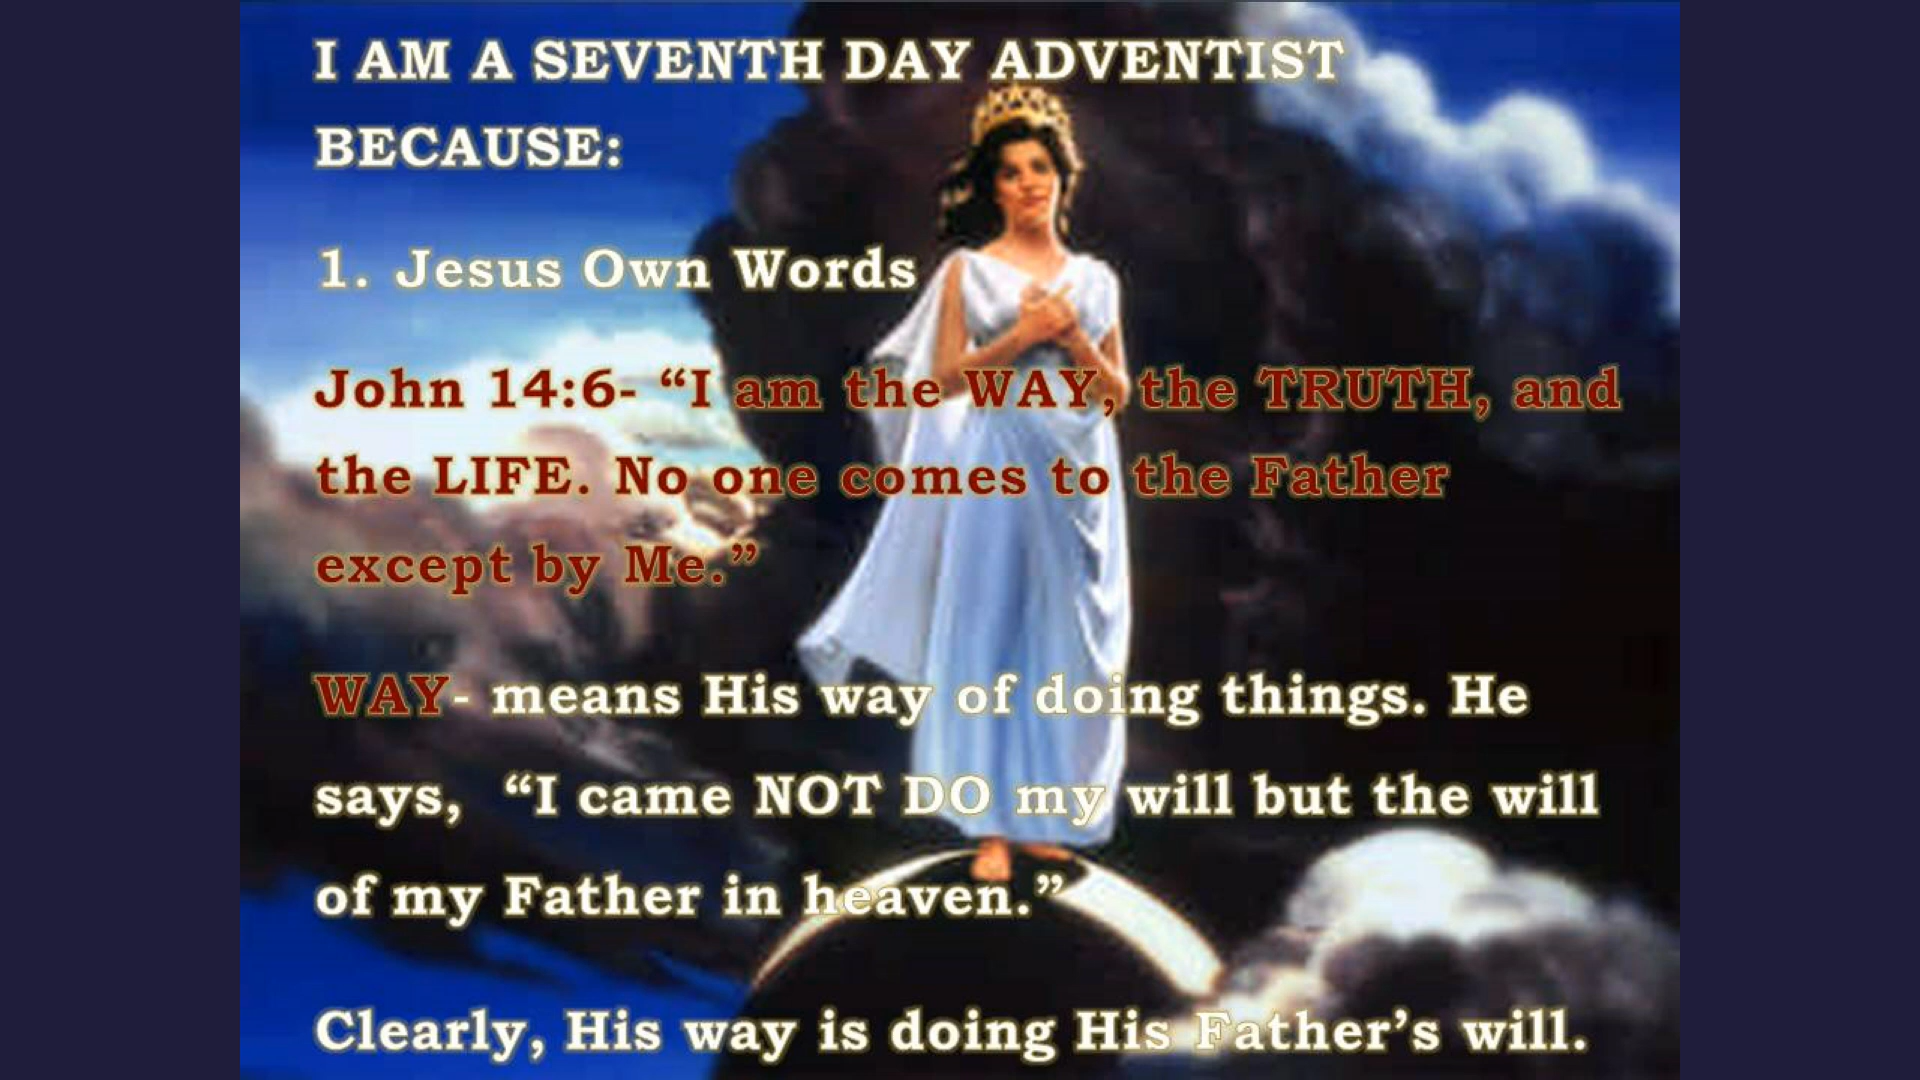 I AM A SEVENTH DAY ADVENTIST
BECAUSE:
1. Jesus Own Words
John 14:6- “I am the WAY, the TRUTH, and
the LIFE. No one comes to the Father
except by Me.”
WAY- means His way of doing things. He
says, “I came NOT DO my will but the will
of my Father in heaven.”
Clearly, His way is doing His Father’s will.